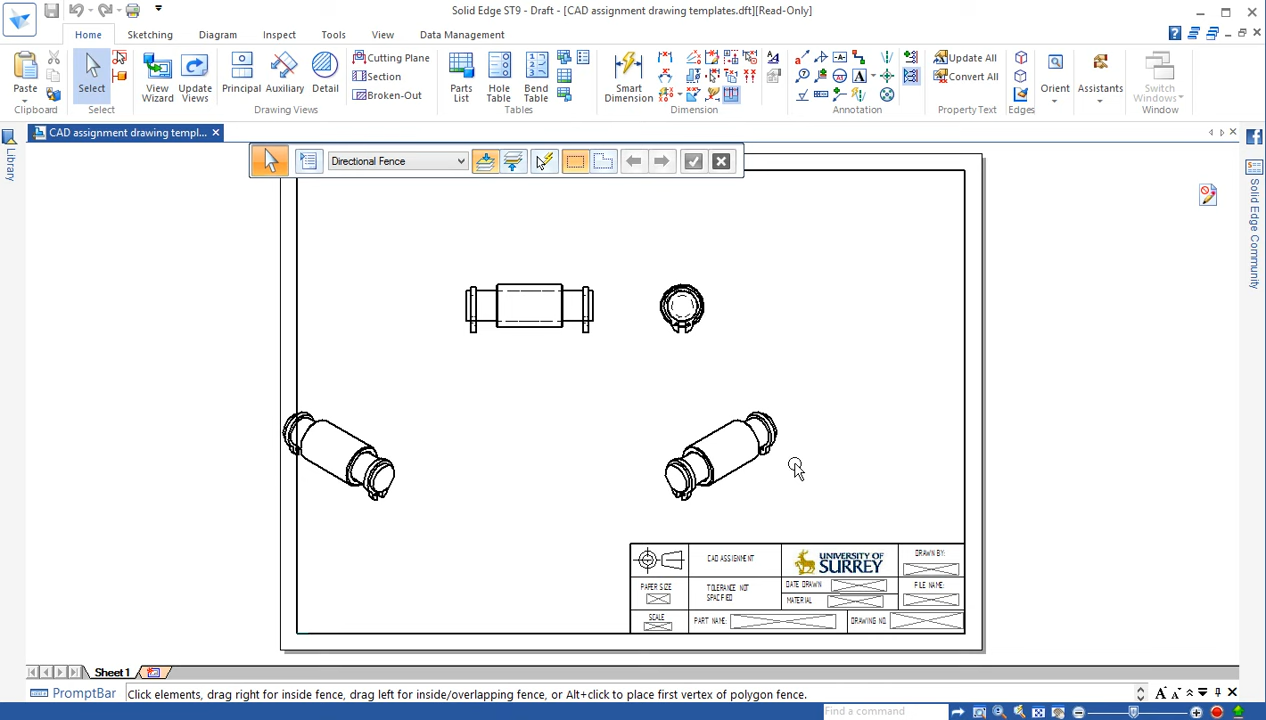 Solid Edge ST9 - Draft - [CAD assignment drawing templates.dft][Read-Only]
Home
Sketching
Diagram
Inspect
Tools
View
Data Management
Paste
Clipboard
Select
Select
View Wizard
Update Views
Principal
Auxiliary
Detail
Cutting Plane
Section
Broken-Out
Drawing Views
Parts List
Hole Table
Bend Table
Tables
Smart Dimension
Dimension
Annotation
Update All
Convert All
Property Text
Edges
Orient
Assistants
Switch Windows
Window
CAD assignment drawing templ...
Library
Directional Fence
Solid Edge Community
CAD ASSIGNMENT
UNIVERSITY OF
SURREY
DRAWN BY:
PAPER SIZE
TOLERANCE NOT
SPACIFIED
DATE DRAWN
MATERIAL
FILE NAME:
SCALE
PART NAME:
DRAWING NO.
Sheet1
PromptBar
Click elements, drag right for inside fence, drag left for inside/overlapping fence, or Alt+click to place first vertex of polygon fence.
Find a command